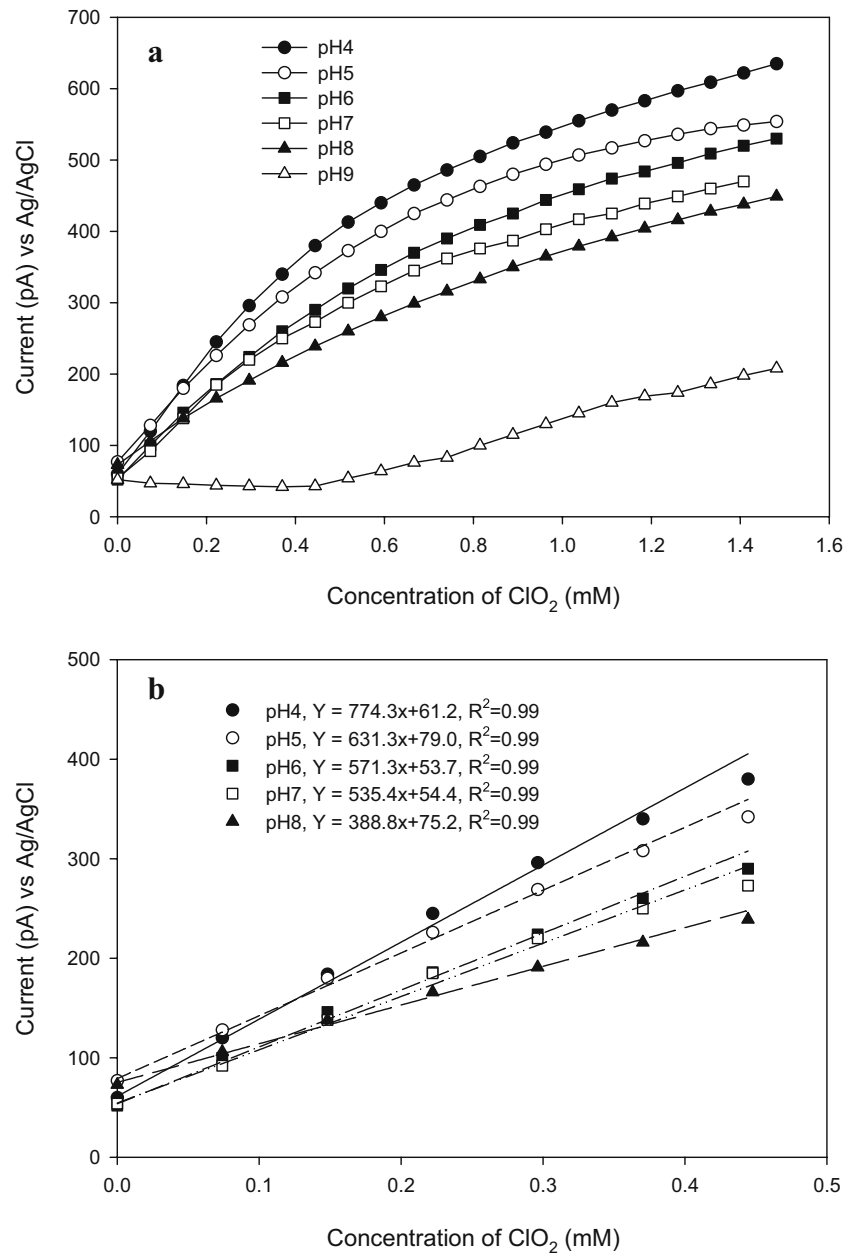 a
pH4
pH5
pH6
pH7
pH8
pH9
700
600
500
400
300
200
100
0
Current (pA) vs Ag/AgCl
0.0 0.2 0.4 0.6 0.8 1.0 1.2 1.4 1.6
Concentration of ClO₂ (mM)
b
pH4, Y = 774.3x+61.2, R²=0.99
pH5, Y = 631.3x+79.0, R²=0.99
pH6, Y = 571.3x+53.7, R²=0.99
pH7, Y = 535.4x+54.4, R²=0.99
pH8, Y = 388.8x+75.2, R²=0.99
500
400
300
200
100
0
Current (pA) vs Ag/AgCl
0.0 0.1 0.2 0.3 0.4 0.5
Concentration of ClO₂ (mM)